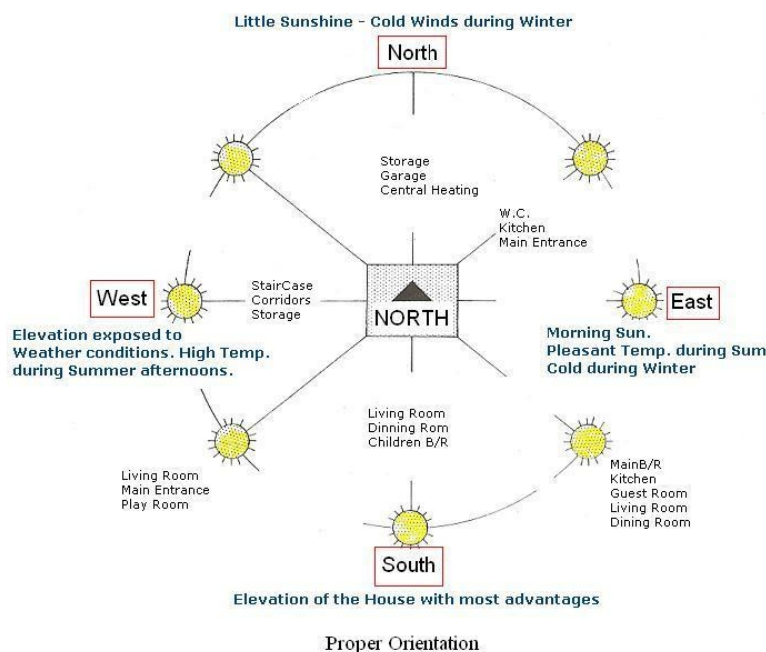 Little Sunshine - Cold Winds during Winter
North
Storage
Garage
Central Heating
W.C.
Kitchen
Main Entrance
West
StairCase
Corridors
Storage
NORTH
East
Elevation exposed to
Weather conditions. High Temp.
during Summer afternoons.
Morning Sun.
Pleasant Temp. during Sum
Cold during Winter
Living Room
Dinning Rom
Children B/R
Living Room
Main Entrance
Play Room
MainB/R
Kitchen
Guest Room
Living Room
Dining Room
South
Elevation of the House with most advantages
Proper Orientation